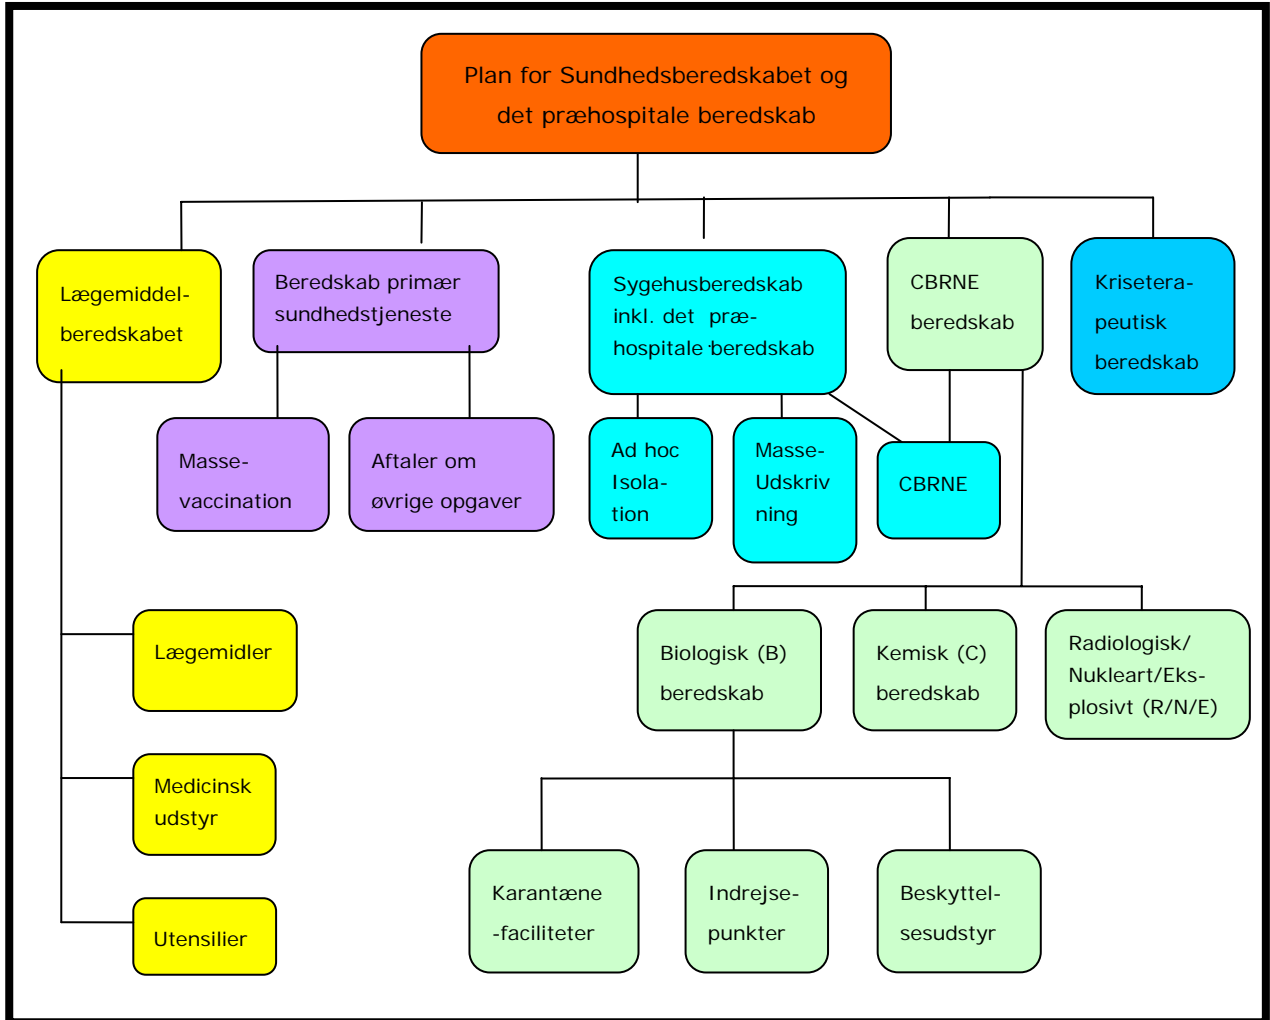 Plan for Sundhedsberedskabet og
det præhospitale beredskab
Lægemiddel-
beredskabet
Beredskab primær
sundhedstjeneste
Sygehusberedskab
inkl. det præ-
hospitale beredskab
CBRNE
beredskab
Krisetera-
peutisk
beredskab
Masse-
vaccination
Aftaler om
øvrige opgaver
Ad hoc
Isola-
tion
Masse-
Udskriv
ning
CBRNE
Lægemidler
Biologisk (B)
beredskab
Kemisk (C)
beredskab
Radiologisk/
Nukleart/Eks-
plosivt (R/N/E)
Medicinsk
udstyr
Utensilier
Karantæne
-faciliteter
Indrejse-
punkter
Beskyttel-
sesudstyr